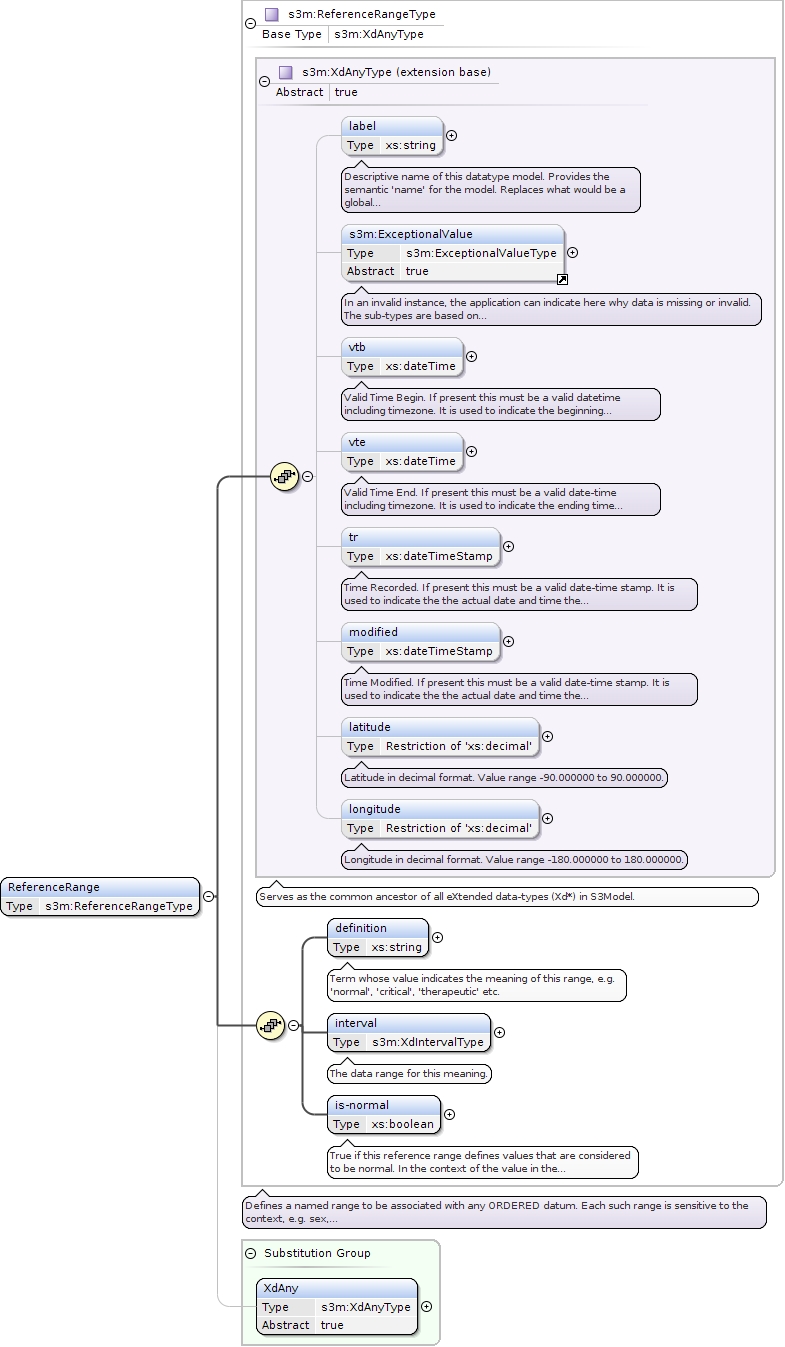 s3m:ReferenceRangeType
Base Type s3m:XdAnyType
s3m:XdAnyType (extension base)
Abstract true
label
Type xs:string
Descriptive name of this datatype model. Provides the
semantic 'name' for the model. Replaces what would be a
global...
s3m:ExceptionalValue
Type s3m:ExceptionalValueType
Abstract true
In an invalid instance, the application can indicate here why data is missing or invalid.
The sub-types are based on...
vtb
Type xs:dateTime
Valid Time Begin. If present this must be a valid datetime
including timezone. It is used to indicate the beginning...
vte
Type xs:dateTime
Valid Time End. If present this must be a valid date-time
including timezone. It is used to indicate the ending time...
tr
Type xs:dateTimeStamp
Time Recorded. If present this must be a valid date-time stamp. It is
used to indicate the the actual date and time the...
modified
Type xs:dateTimeStamp
Time Modified. If present this must be a valid date-time stamp. It is
used to indicate the the actual date and time the...
latitude
Type Restriction of 'xs:decimal'
Latitude in decimal format. Value range -90.000000 to 90.000000.
longitude
Type Restriction of 'xs:decimal'
Longitude in decimal format. Value range -180.000000 to 180.000000.
Serves as the common ancestor of all eXtended data-types (Xd*) in S3Model.
ReferenceRange
Type s3m:ReferenceRangeType
definition
Type xs:string
Term whose value indicates the meaning of this range, e.g.
'normal', 'critical', 'therapeutic' etc.
interval
Type s3m:XdIntervalType
The data range for this meaning.
is-normal
Type xs:boolean
True if this reference range defines values that are considered
to be normal. In the context of the value in the...
Defines a named range to be associated with any ORDERED datum. Each such range is sensitive to the
context, e.g. sex,...
Substitution Group
XdAny
Type s3m:XdAnyType
Abstract true